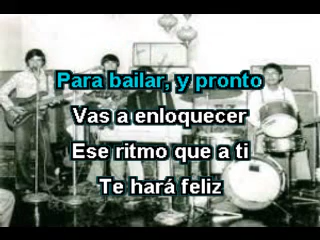 Para bailar, y pronto
Vas a enloquecer
Ese ritmo que a ti
Te hará feliz